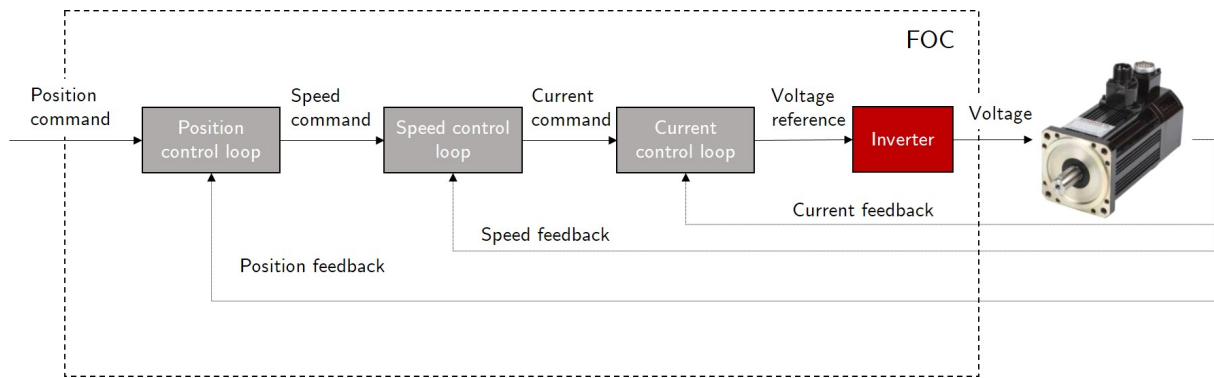 FOC
Position
command
Position
control loop
Speed
command
Speed control
loop
Current
command
Current
control loop
Voltage
reference
Inverter
Voltage
Current feedback
Speed feedback
Position feedback